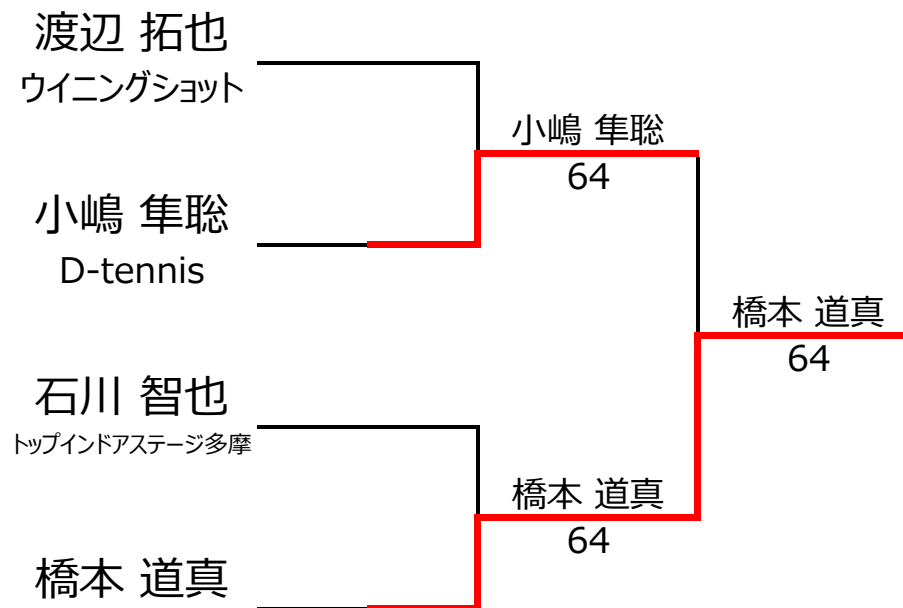 渡辺 拓也
ウイニングショット
小嶋 隼聡
64
小嶋 隼聡
D-tennis
橋本 道真
64
石川 智也
トップインドアステージ多摩
橋本 道真
64
橋本 道真